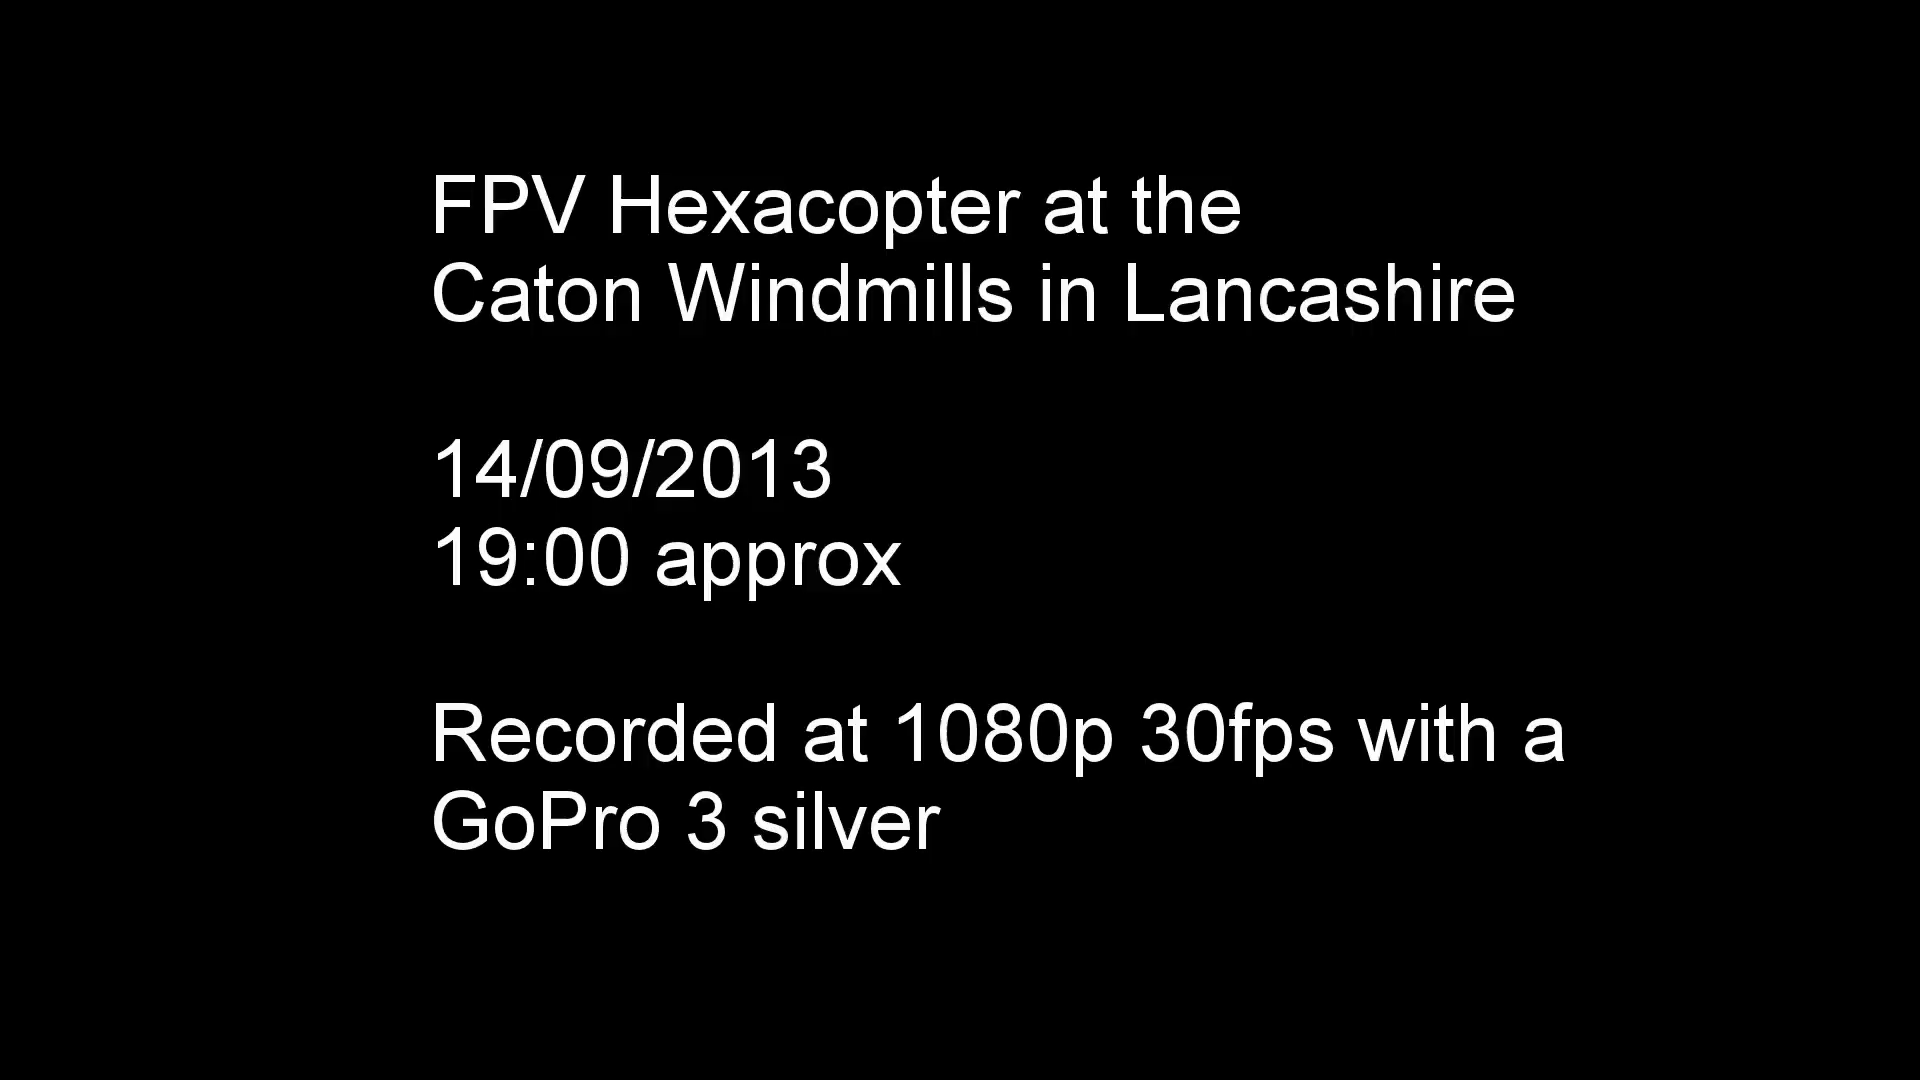 FPV Hexacopter at the
Caton Windmills in Lancashire
14/09/2013
19:00 approx
Recorded at 1080p 30fps with a
GoPro 3 silver